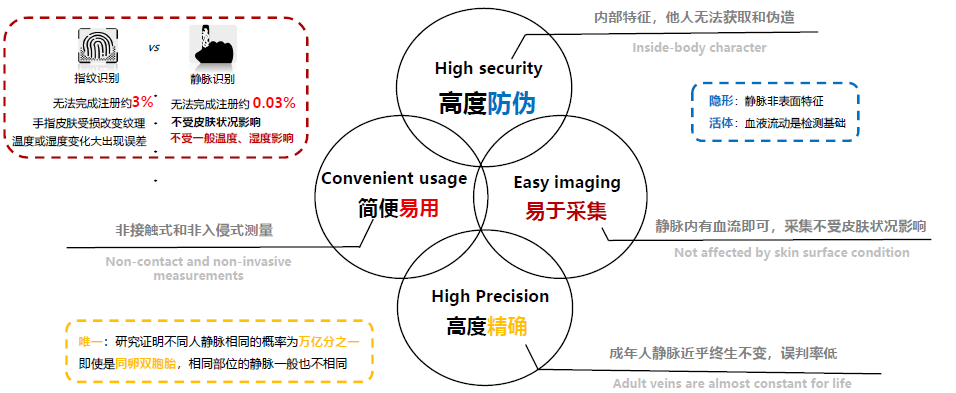 vs
指纹识别
静脉识别
无法完成注册约3%
手指皮肤受损改变纹理
温度或湿度变化大出现误差
无法完成注册约 0.03%
不受皮肤状况影响
不受一般温度、湿度影响
High security
高度防伪
内部特征，他人无法获取和伪造
Inside-body character
隐形：静脉非表面特征
活体：血液流动是检测基础
Convenient usage
简便易用
Easy imaging
易于采集
非接触式和非入侵式测量
Non-contact and non-invasive
measurements
静脉内有血流即可，采集不受皮肤状况影响
Not affected by skin surface condition
High Precision
高度精确
唯一：研究证明不同人静脉相同的概率为万亿分之一
即使是同卵双胞胎，相同部位的静脉一般也不相同
成年人静脉近乎终生不变，误判率低
Adult veins are almost constant for life